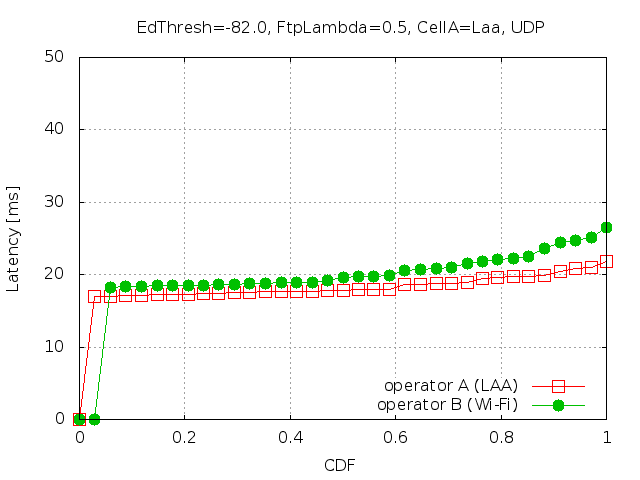 EdThresh=-82.0, FtpLambda=0.5, CellA=Laa, UDP
50
40
30
20
10
0
Latency [ms]
operator A (LAA)
operator B (Wi-Fi)
0 0.2 0.4 0.6 0.8 1
CDF